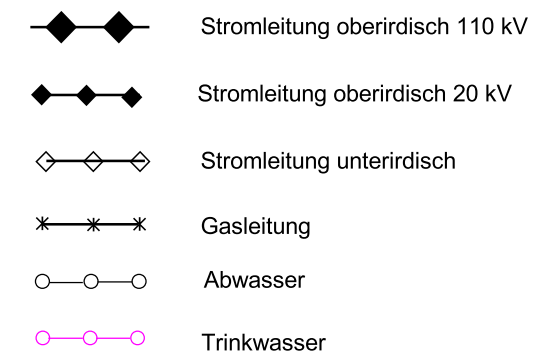 Stromleitung oberirdisch 110 kV
Stromleitung oberirdisch 20 kV
Stromleitung unterirdisch
Gasleitung
Abwasser
Trinkwasser